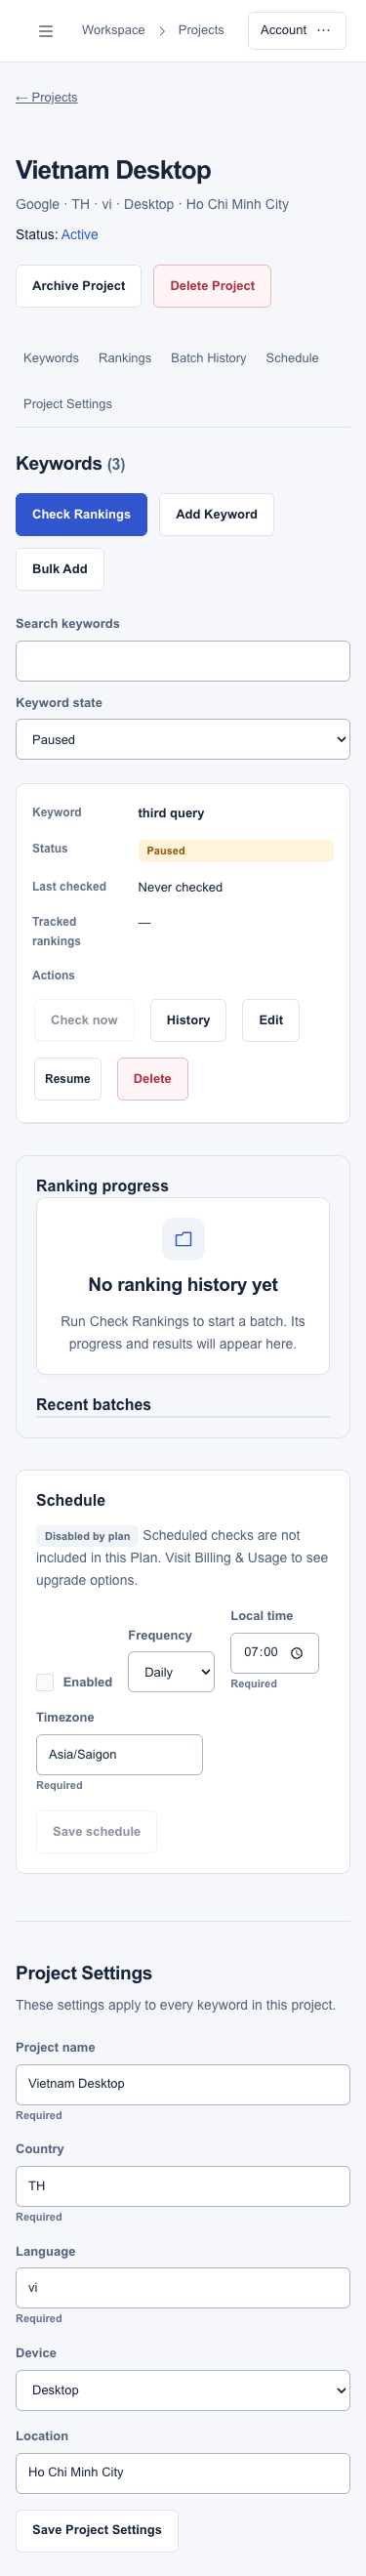 Workspace > Projects Account ···
← Projects
Vietnam Desktop
Google · TH · vi · Desktop · Ho Chi Minh City
Status: Active
Archive Project Delete Project
Keywords Rankings Batch History Schedule
Project Settings
Keywords (3)
Check Rankings Add Keyword
Bulk Add
Search keywords
Keyword state
Paused
Keyword third query
Status Paused
Last checked Never checked
Tracked rankings —
Actions
Check now History Edit
Resume Delete
Ranking progress
No ranking history yet
Run Check Rankings to start a batch. Its
progress and results will appear here.
Recent batches
Schedule
Disabled by plan Scheduled checks are not
included in this Plan. Visit Billing & Usage to see
upgrade options.
Enabled
Frequency
Daily
Local time
07:00
Required
Timezone
Asia/Saigon
Required
Save schedule
Project Settings
These settings apply to every keyword in this project.
Project name
Vietnam Desktop
Required
Country
TH
Required
Language
vi
Required
Device
Desktop
Location
Ho Chi Minh City
Save Project Settings